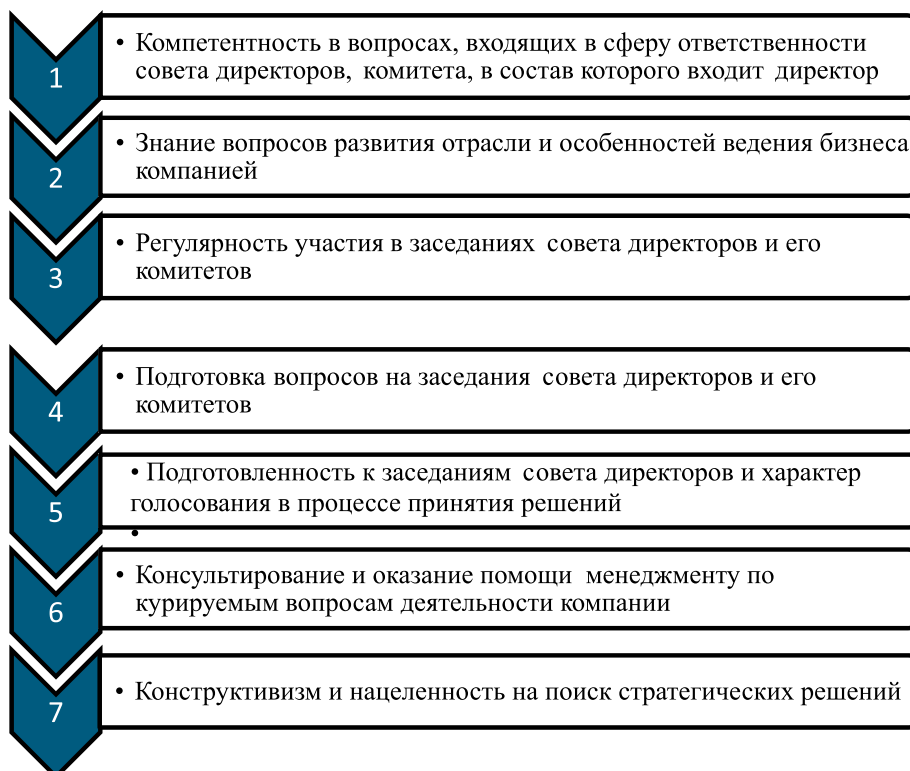 1
• Компетентность в вопросах, входящих в сферу ответственности
совета директоров, комитета, в состав которого входит директор
2
• Знание вопросов развития отрасли и особенностей ведения бизнеса
компанией
3
• Регулярность участия в заседаниях совета директоров и его
комитетов
4
• Подготовка вопросов на заседания совета директоров и его
комитетов
5
• Подготовленность к заседаниям совета директоров и характер
голосования в процессе принятия решений
•
6
• Консультирование и оказание помощи менеджменту по
курируемым вопросам деятельности компании
7
• Конструктивизм и нацеленность на поиск стратегических решений